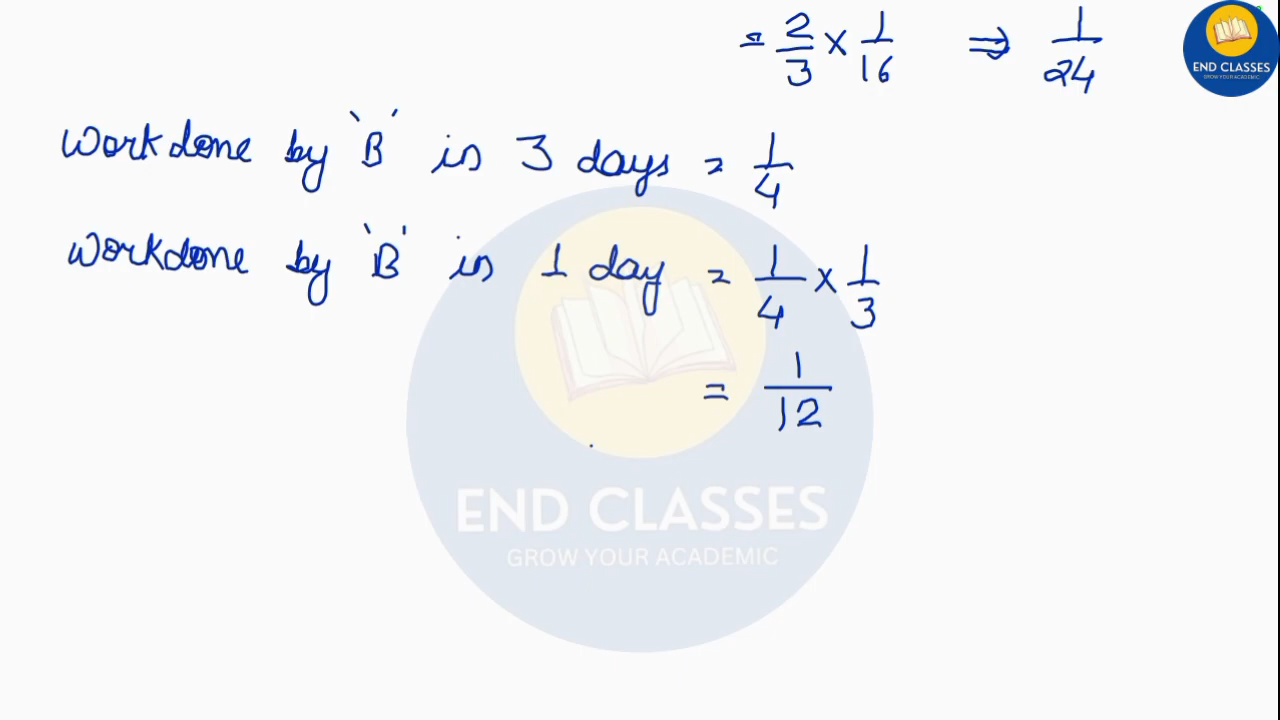 = 2/3 × 1/16 ⇒ 1/24
END CLASSES
GROW YOUR ACADEMIC
Workdone by 'B' in 3 days = 1/4
Workdone by 'B' in 1 day = 1/4 × 1/3
= 1/12
END CLASSES
GROW YOUR ACADEMIC